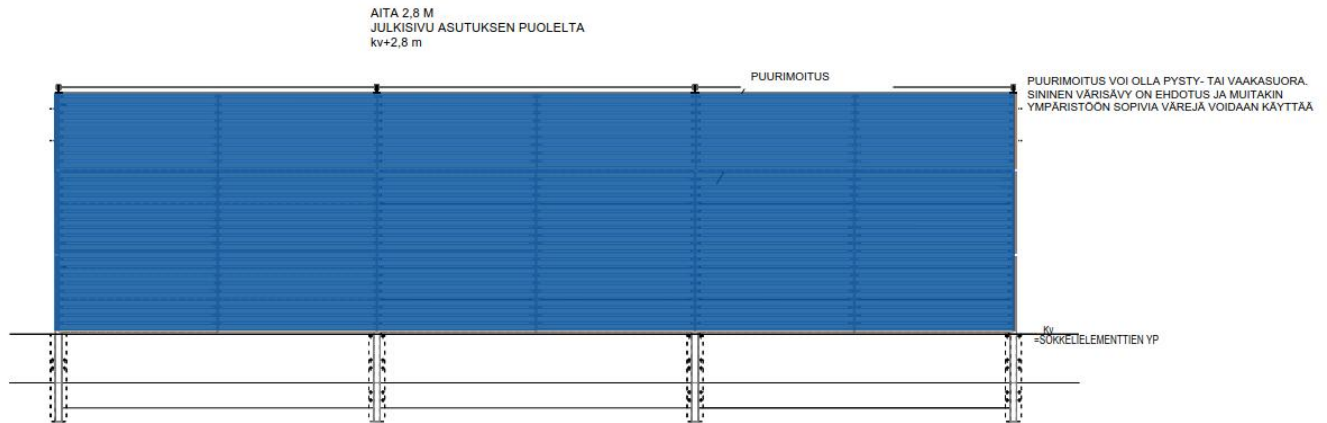 AITA 2,8 M
JULKISIVU ASUTUKSEN PUOLELTA
kv+2,8 m
PUURIMOITUS
PUURIMOITUS VOI OLLA PYSTY- TAI VAAKASUORA.
SININEN VÄRISÄVY ON EHDOTUS JA MUITAKIN
YMPÄRISTÖÖN SOPIVIA VÄREJÄ VOIDAAN KÄYTTÄÄ
Kv
=SOKKELIELEMENTTIEN YP